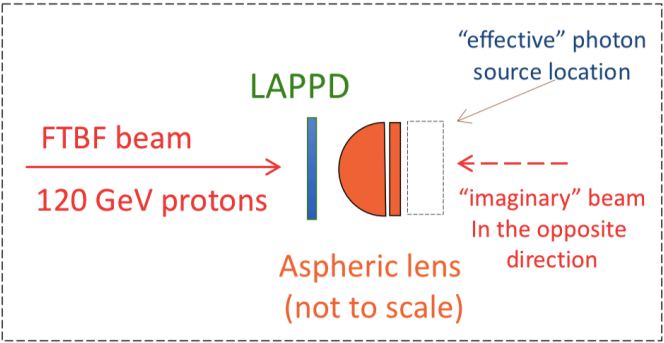 "effective" photon
source location
LAPPD
FTBF beam
120 GeV protons
"imaginary" beam
In the opposite
direction
Aspheric lens
(not to scale)